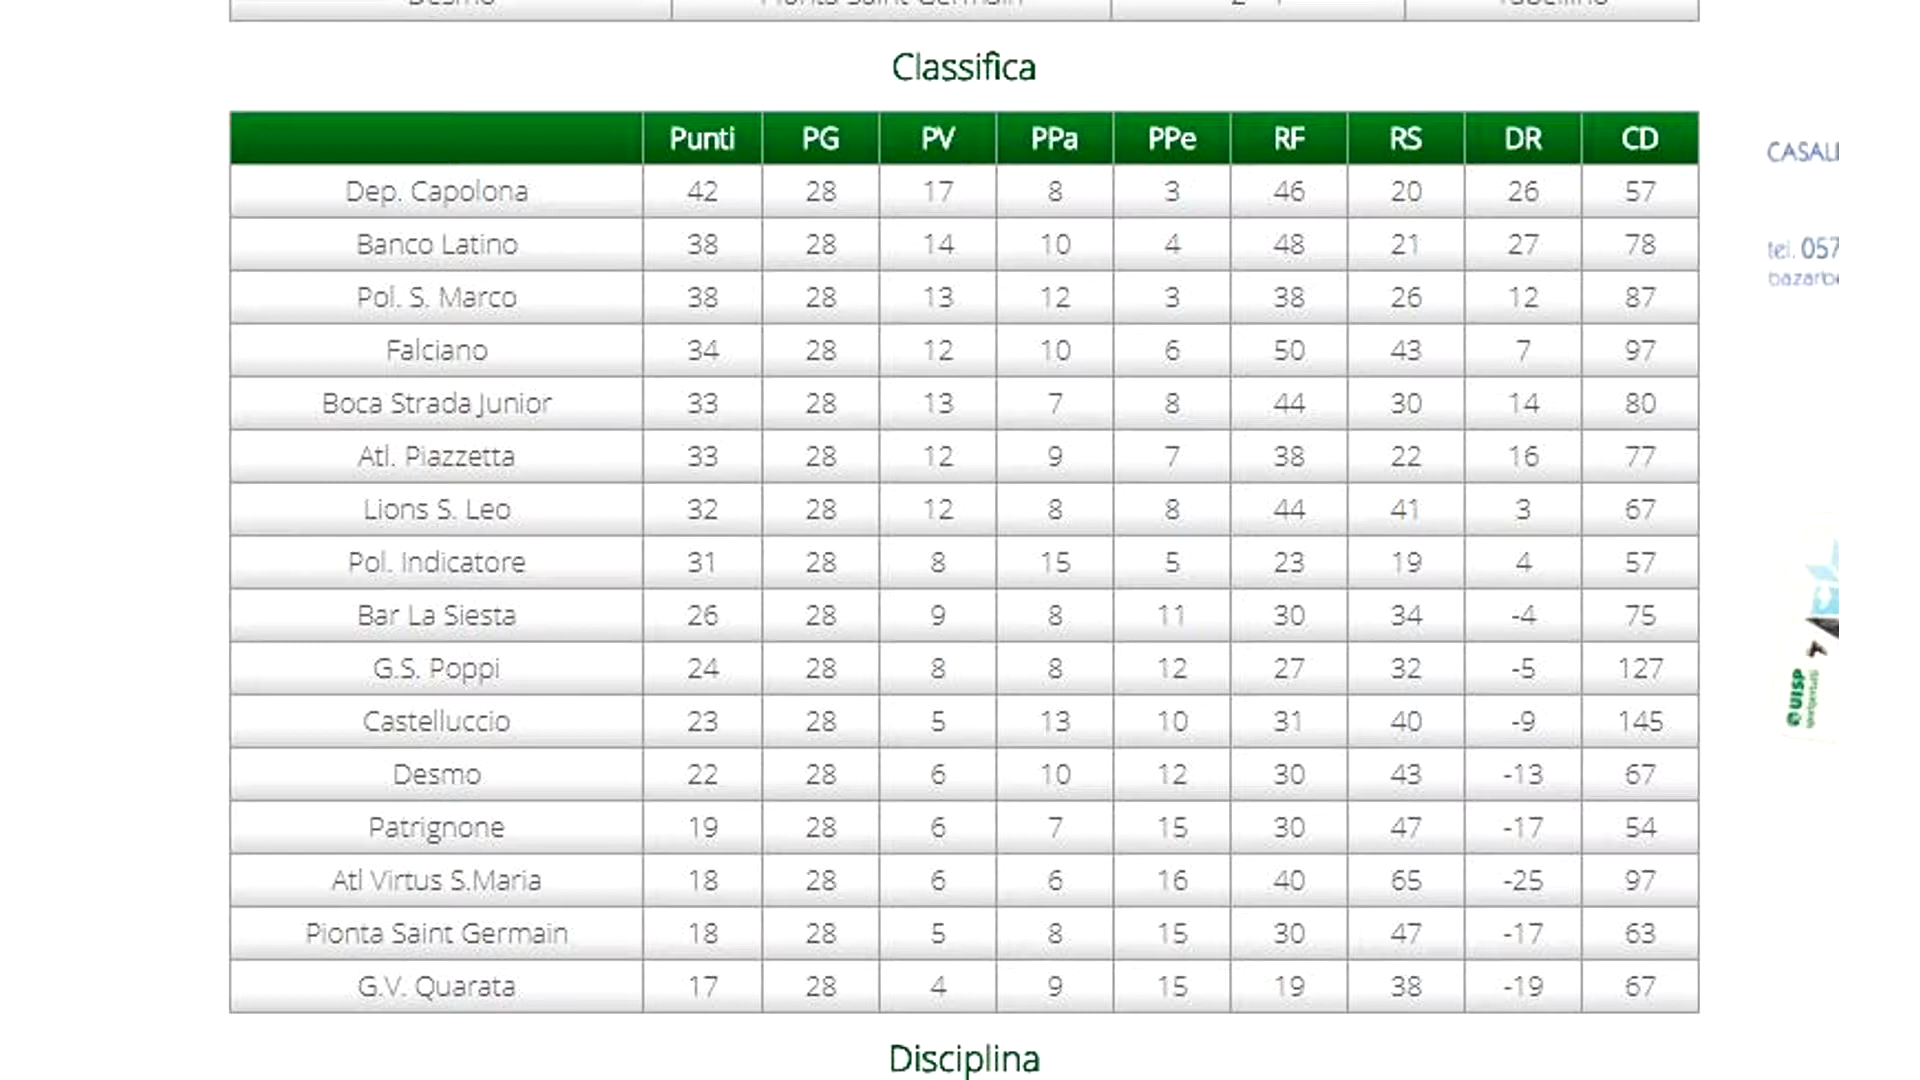 Classifica
Punti PG PV PPa PPe RF RS DR CD
Dep. Capolona 42 28 17 8 3 46 20 26 57
Banco Latino 38 28 14 10 4 48 21 27 78
Pol. S. Marco 38 28 13 12 3 38 26 12 87
Falciano 34 28 12 10 6 50 43 7 97
Boca Strada Junior 33 28 13 7 8 44 30 14 80
Atl. Piazzetta 33 28 12 9 7 38 22 16 77
Lions S. Leo 32 28 12 8 8 44 41 3 67
Pol. Indicatore 31 28 8 15 5 23 19 4 57
Bar La Siesta 26 28 9 8 11 30 34 -4 75
G.S. Poppi 24 28 8 8 12 27 32 -5 127
Castelluccio 23 28 5 13 10 31 40 -9 145
Desmo 22 28 6 10 12 30 43 -13 67
Patrignone 19 28 6 7 15 30 47 -17 54
Atl Virtus S.Maria 18 28 6 6 16 40 65 -25 97
Pionta Saint Germain 18 28 5 8 15 30 47 -17 63
G.V. Quarata 17 28 4 9 15 19 38 -19 67
Disciplina
CASALI
tel. 057
bazarbe
UISP